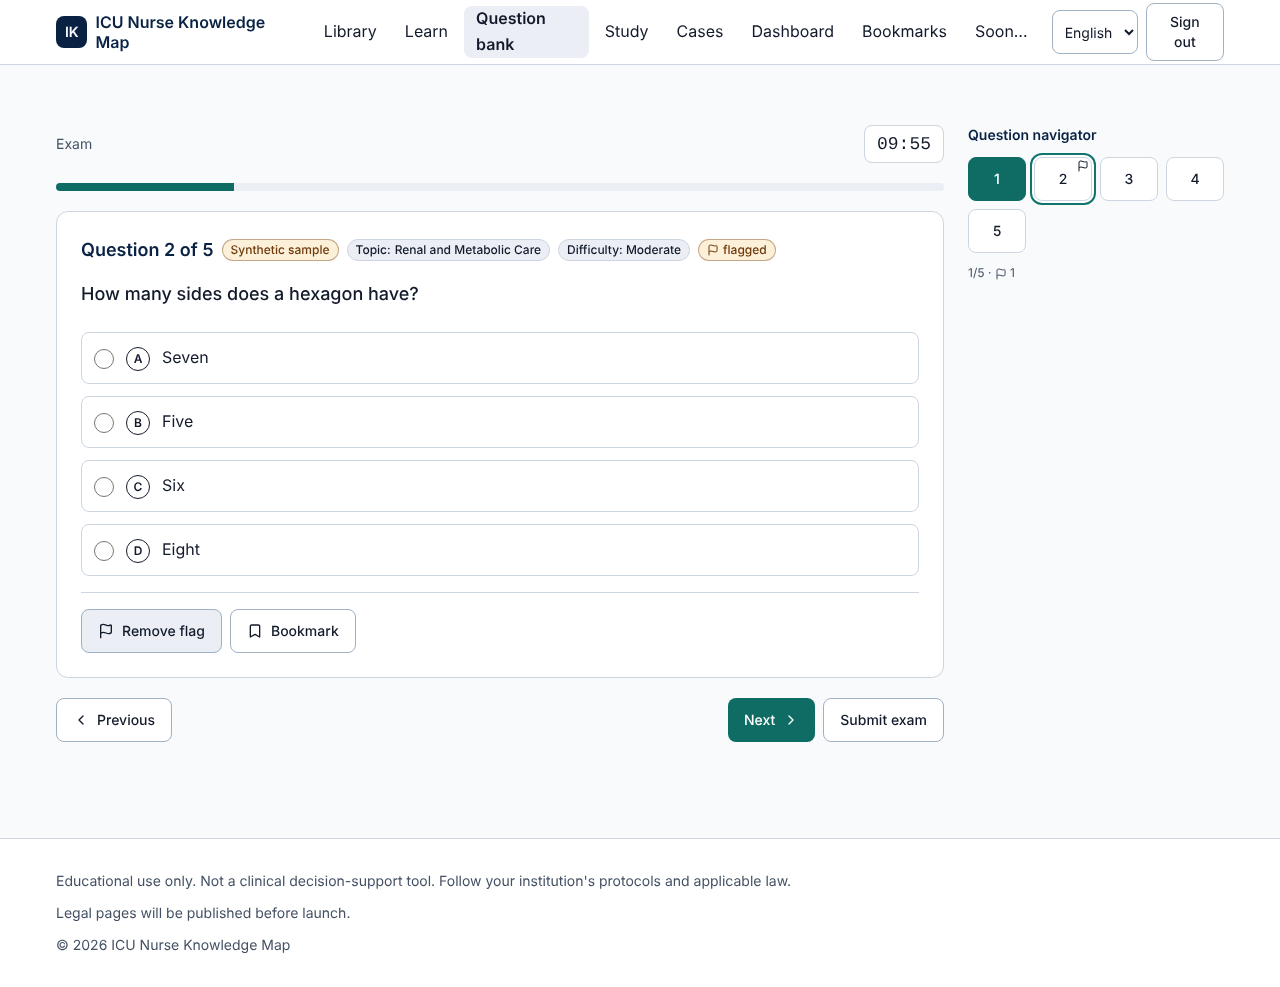 IK
ICU Nurse Knowledge
Map
Library
Learn
Question
bank
Study
Cases
Dashboard
Bookmarks
Soon...
English
Sign
out
Exam
09:55
Question navigator
1
2
3
4
5
1/5 · 1
Question 2 of 5
Synthetic sample
Topic: Renal and Metabolic Care
Difficulty: Moderate
flagged
How many sides does a hexagon have?
A Seven
B Five
C Six
D Eight
Remove flag
Bookmark
Previous
Next
Submit exam
Educational use only. Not a clinical decision-support tool. Follow your institution's protocols and applicable law.
Legal pages will be published before launch.
© 2026 ICU Nurse Knowledge Map